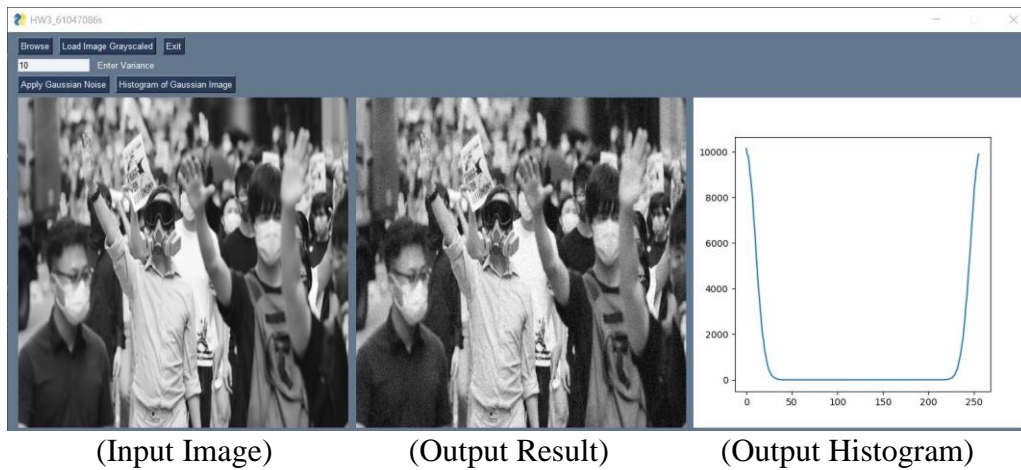 HW3_61047086s
Browse Load Image Grayscaled Exit
10 Enter Variance
Apply Gaussian Noise Histogram of Gaussian Image
10000
8000
6000
4000
2000
0
0 50 100 150 200 250
(Input Image) (Output Result) (Output Histogram)